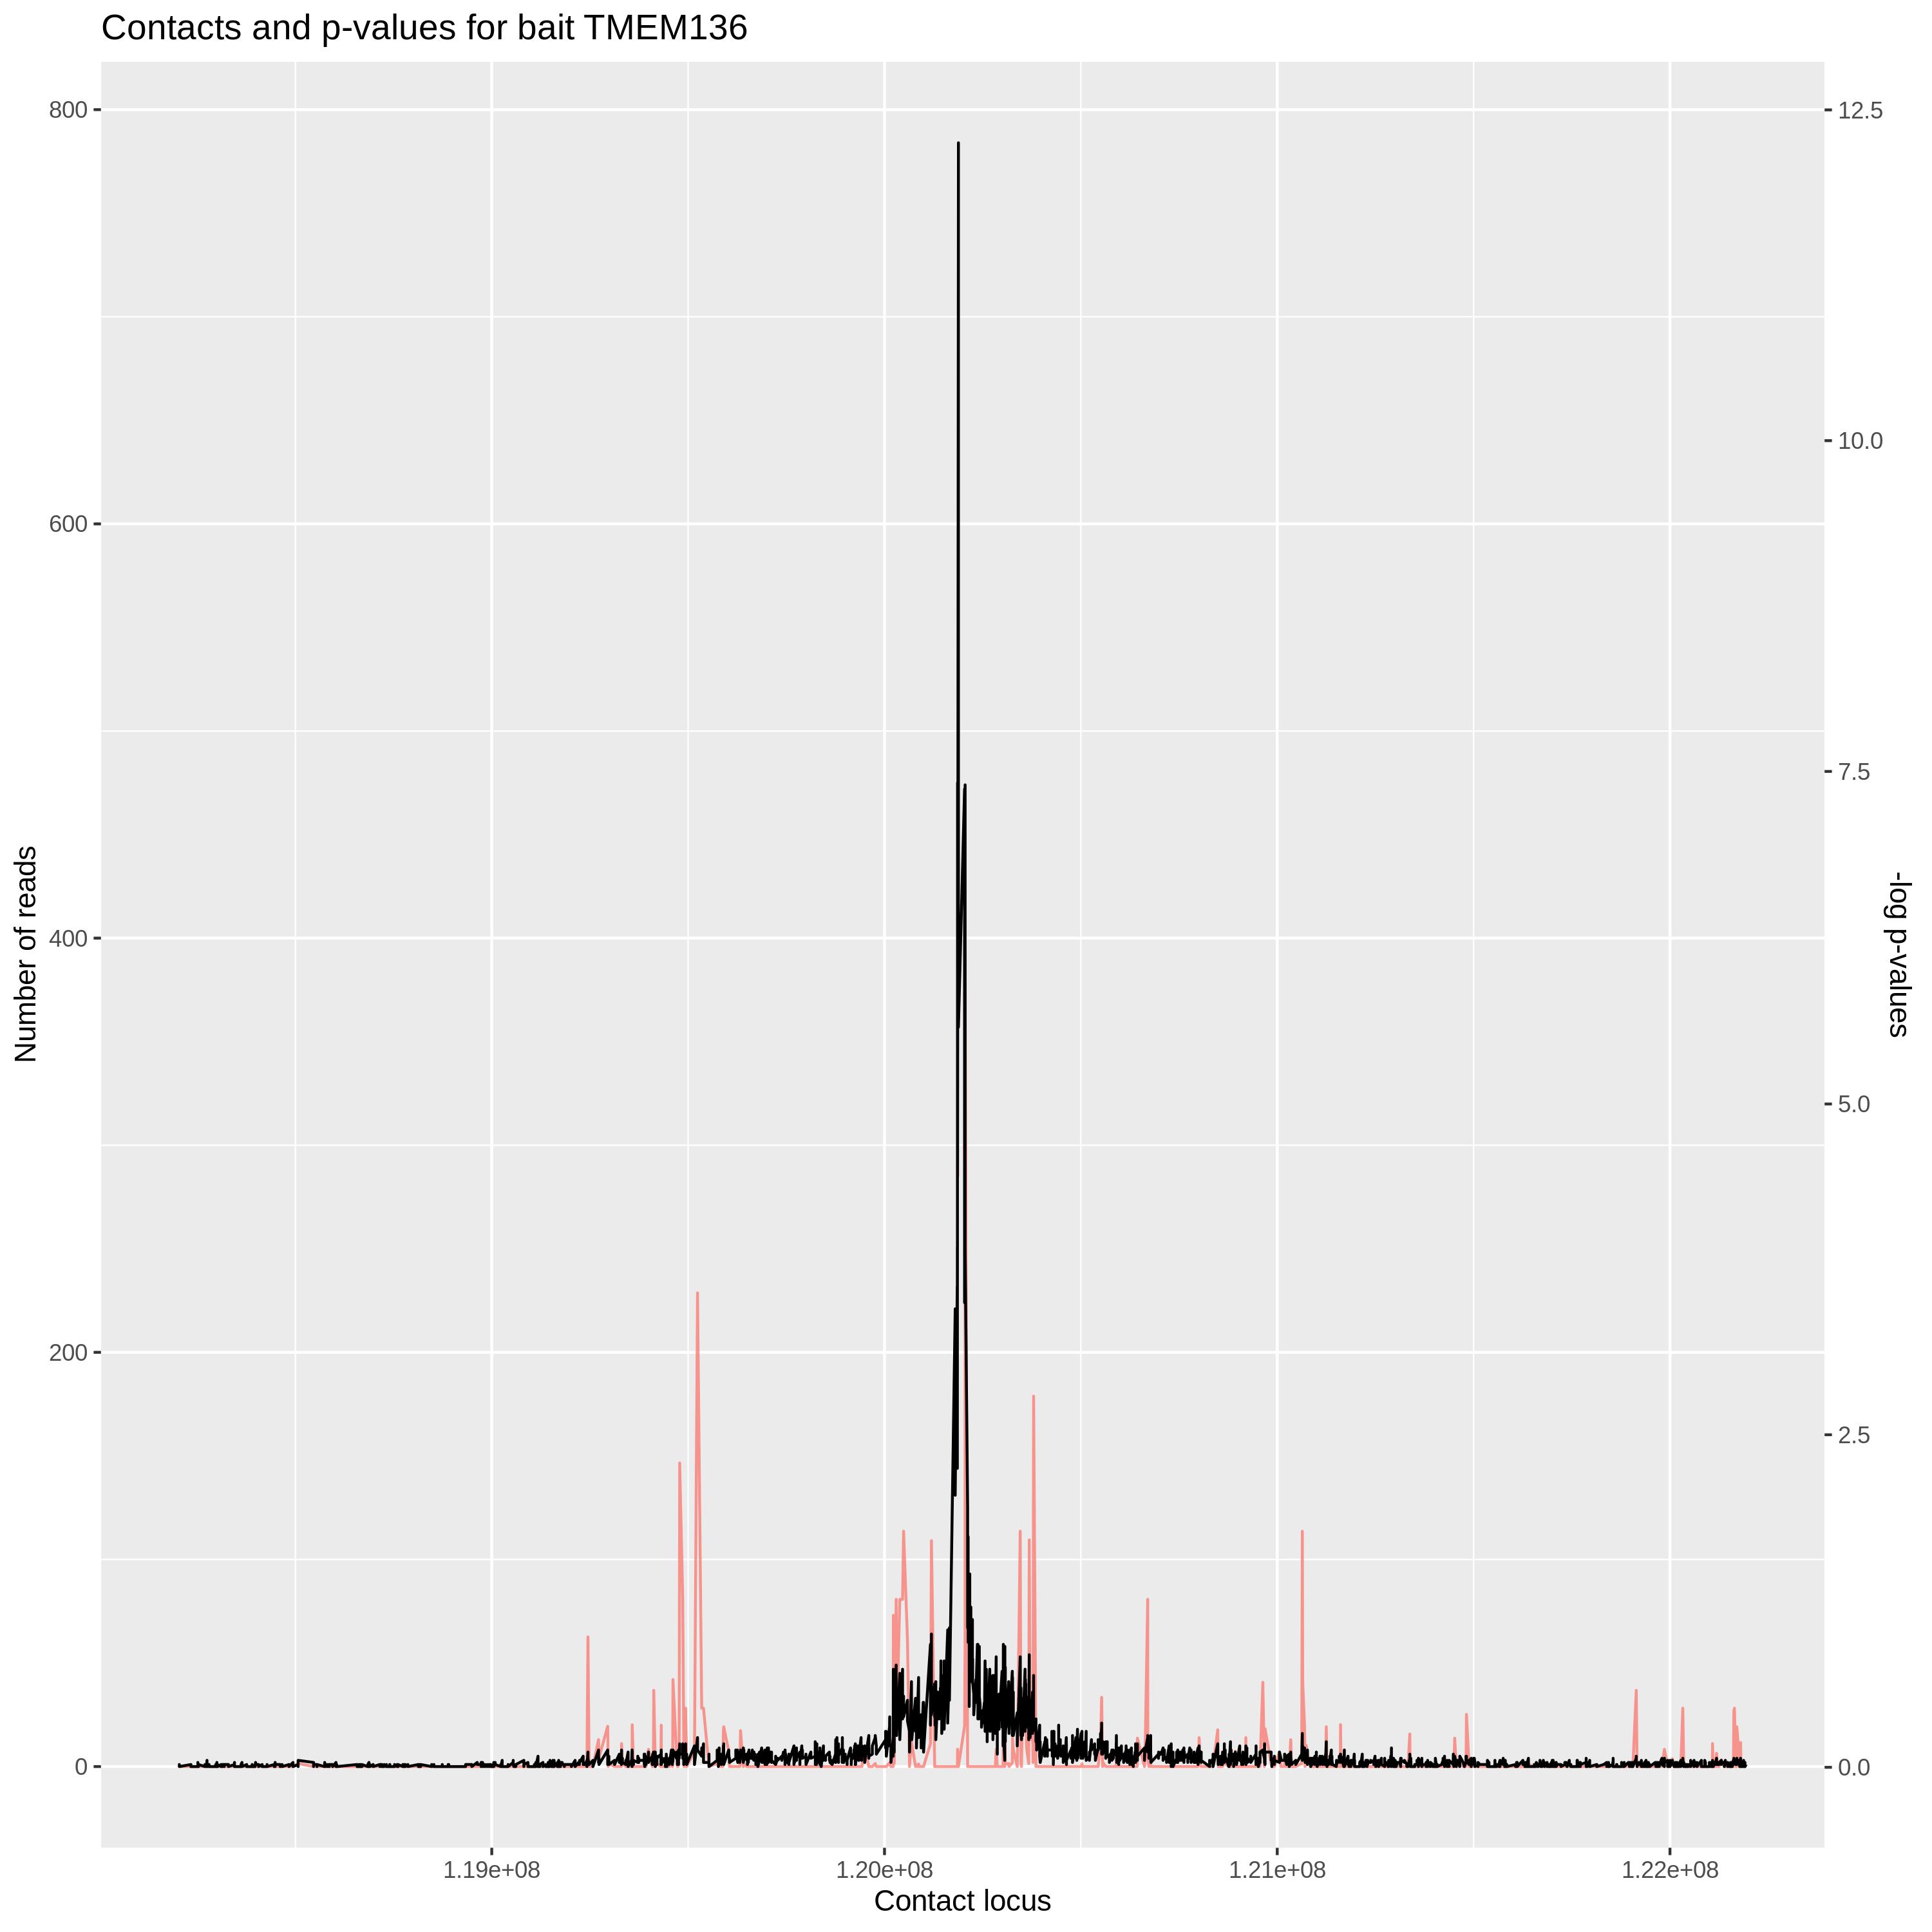 Contacts and p-values for bait TMEM136
800
600
400
200
0
Number of reads
12.5
10.0
7.5
5.0
2.5
0.0
-log p-values
1.19e+08 1.20e+08 1.21e+08 1.22e+08
Contact locus